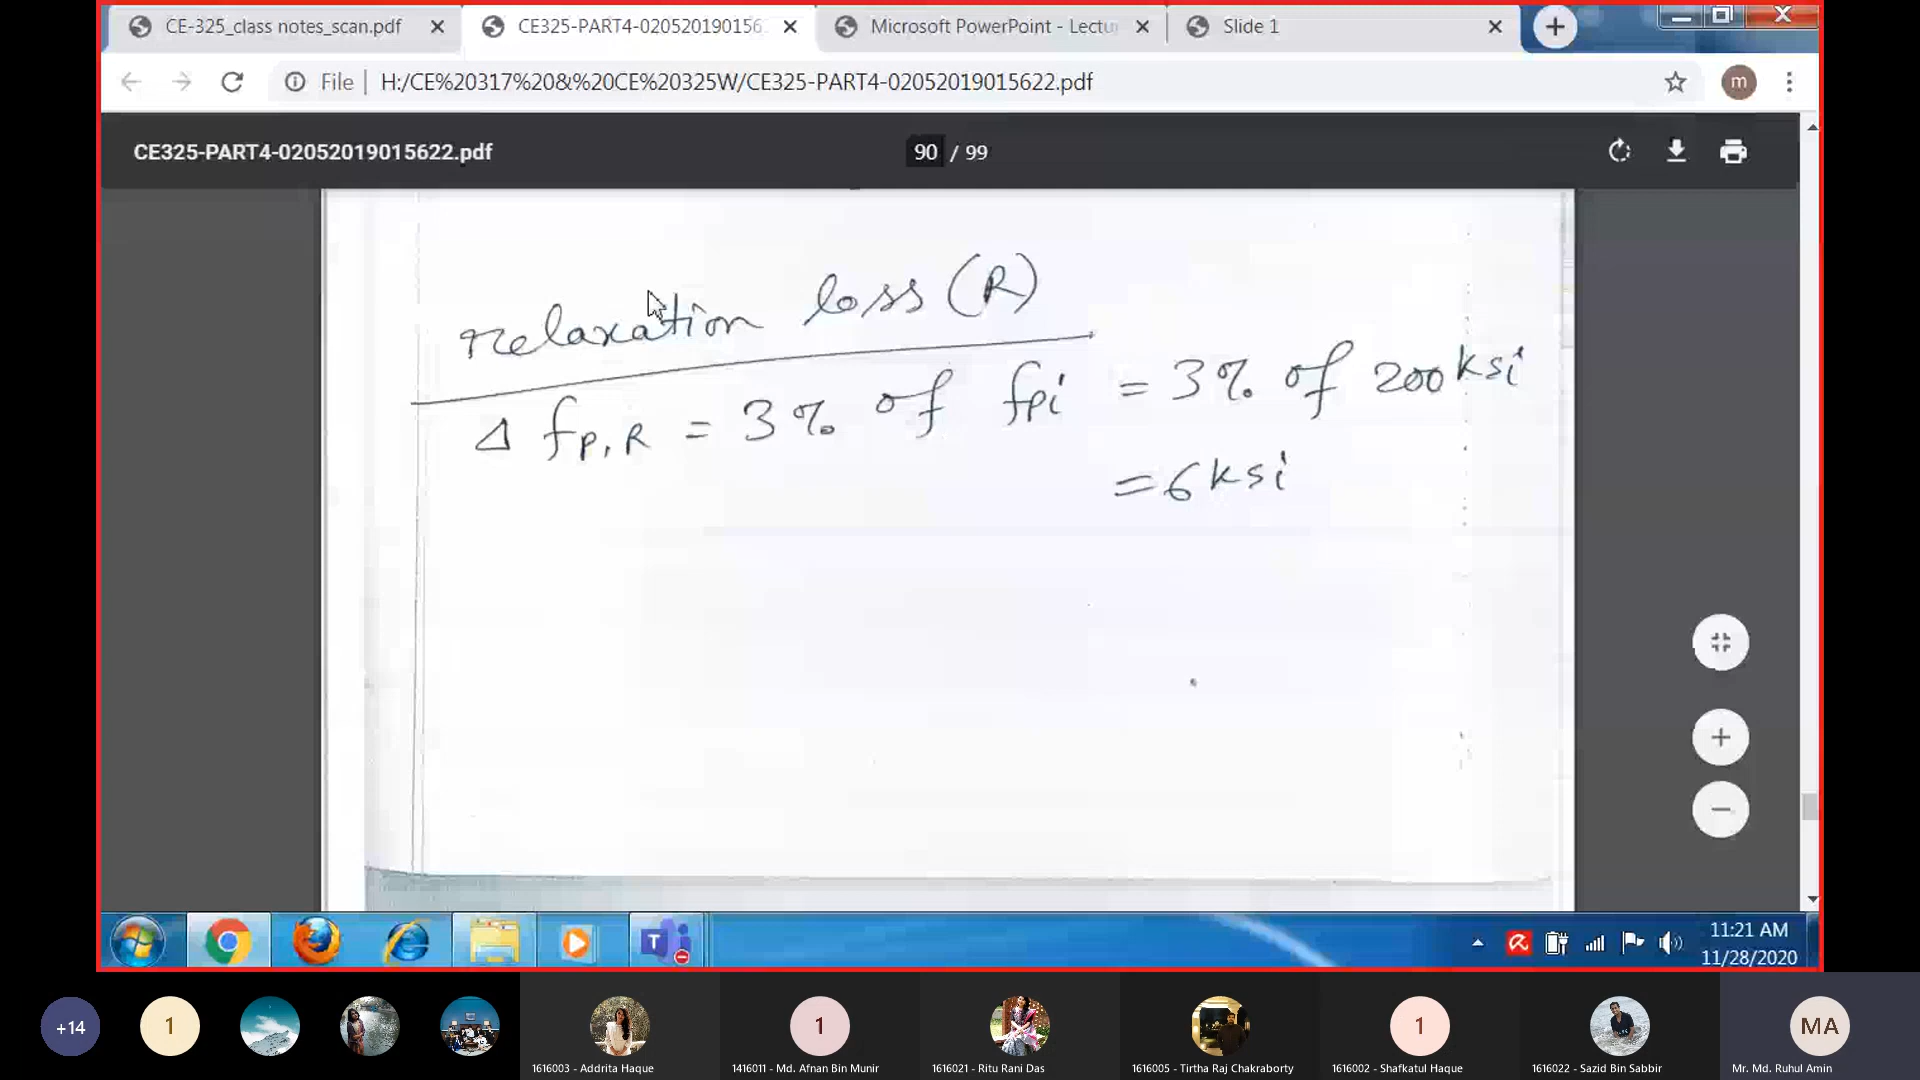 CE-325_class notes_scan.pdf
CE325-PART4-0205201901562
Microsoft PowerPoint - Lectu
Slide 1
File | H:/CE%20317%20&%20CE%20325W/CE325-PART4-02052019015622.pdf
m
CE325-PART4-02052019015622.pdf
90 / 99
relaxation loss (R)
Δ fp,R = 3% of fpi = 3% of 200 ksi
= 6 ksi
11:21 AM
11/28/2020
+14
1
1
1
MA
1616003 - Addrita Haque
1416011 - Md. Afnan Bin Munir
1616021 - Ritu Rani Das
1616005 - Tirtha Raj Chakraborty
1616002 - Shafkatul Haque
1616022 - Sazid Bin Sabbir
Mr. Md. Ruhul Amin